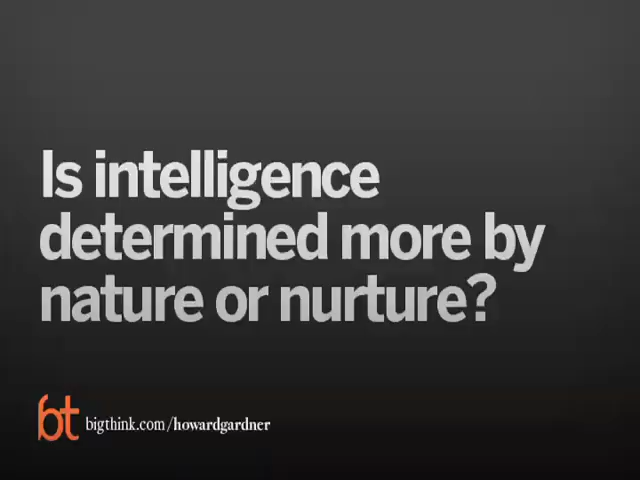 Is intelligence
determined more by
nature or nurture?
bt bigthink.com/howardgardner